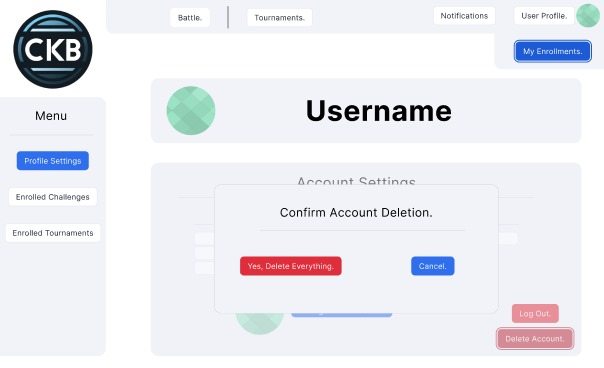 CKB
Battle.
Tournaments.
Notifications
User Profile.
My Enrollments.
Menu
Profile Settings
Enrolled Challenges
Enrolled Tournaments
Username
Account Settings
Confirm Account Deletion.
Yes, Delete Everything.
Cancel.
Log Out.
Delete Account.